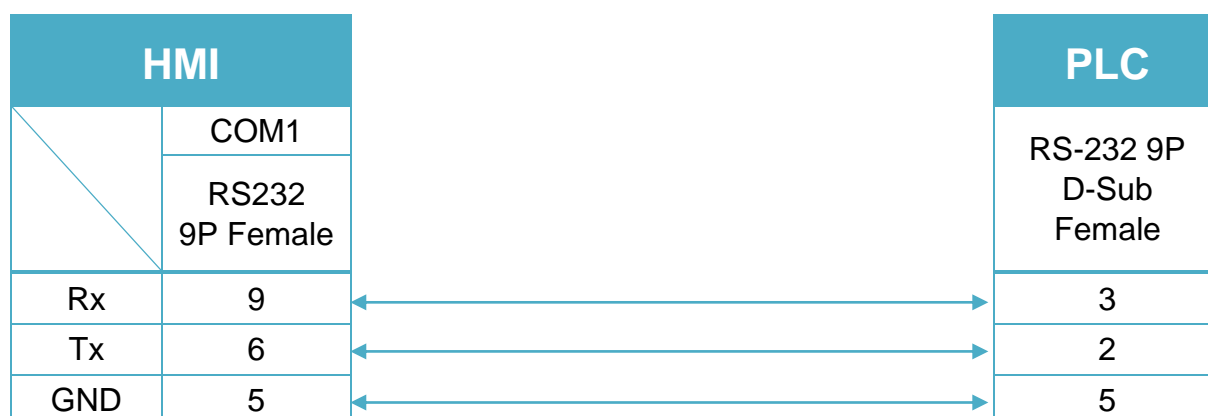 HMI
PLC
COM1
RS232
9P Female
RS-232 9P
D-Sub
Female
Rx 9 3
Tx 6 2
GND 5 5